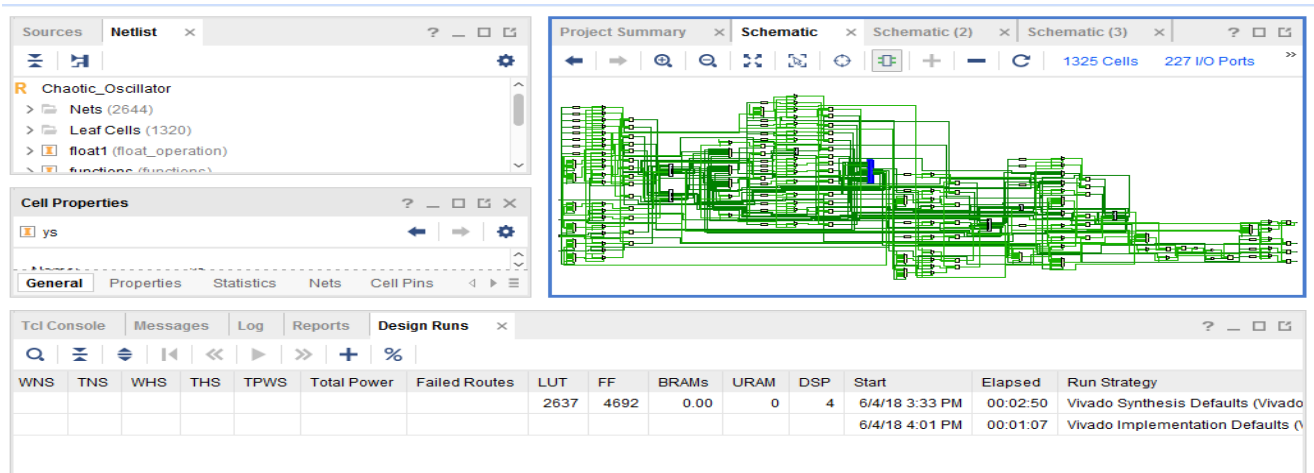 Sources Netlist ×
R Chaotic_Oscillator
> Nets (2644)
> Leaf Cells (1320)
> float1 (float_operation)
> functions (functions)
Cell Properties
ys
General Properties Statistics Nets Cell Pins
Project Summary × Schematic × Schematic (2) × Schematic (3) ×
1325 Cells 227 I/O Ports
Tcl Console Messages Log Reports Design Runs ×
WNS TNS WHS THS TPWS Total Power Failed Routes LUT FF BRAMs URAM DSP Start Elapsed Run Strategy
2637 4692 0.00 0 4 6/4/18 3:33 PM 00:02:50 Vivado Synthesis Defaults (Vivado
6/4/18 4:01 PM 00:01:07 Vivado Implementation Defaults (